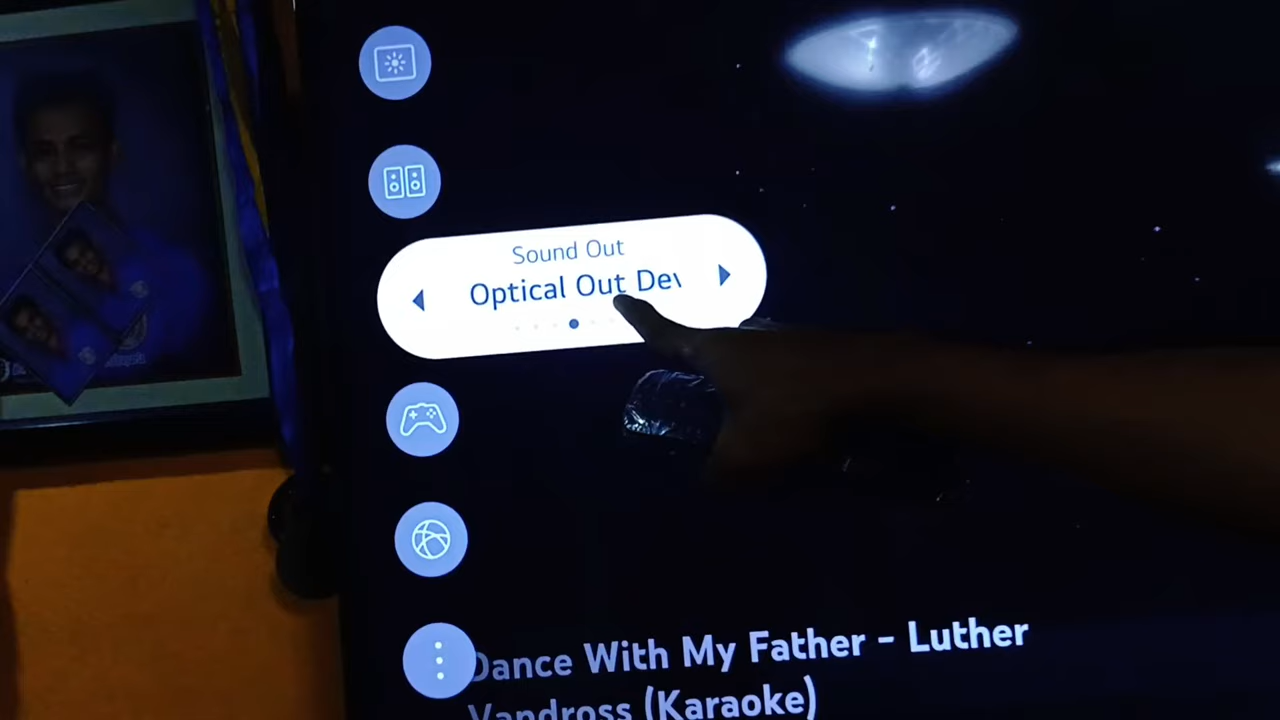 Sound Out
Optical Out Dev
Dance With My Father - Luther
Vandross (Karaoke)